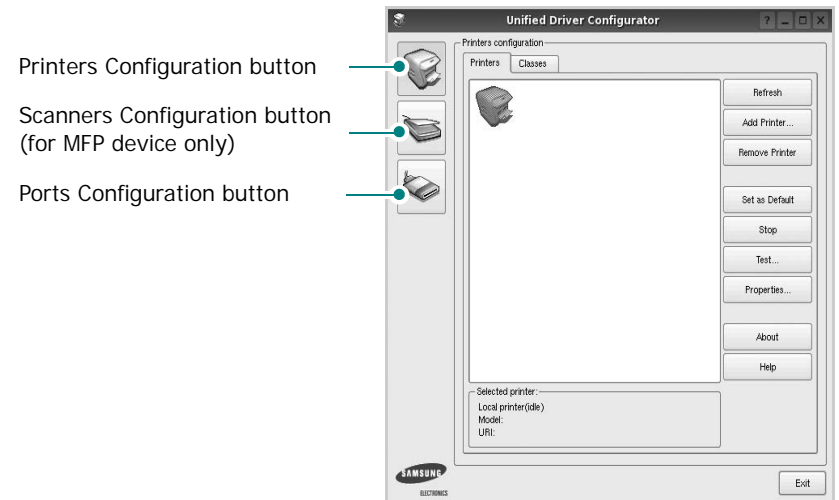 Unified Driver Configurator
Printers configuration
Printers Configuration button
Scanners Configuration button
(for MFP device only)
Ports Configuration button
Printers
Classes
Refresh
Add Printer...
Remove Printer
Set as Default
Stop
Test...
Properties...
About
Help
Selected printer:
Local printer(idle)
Model:
URI:
SAMSUNG
ELECTRONICS
Exit